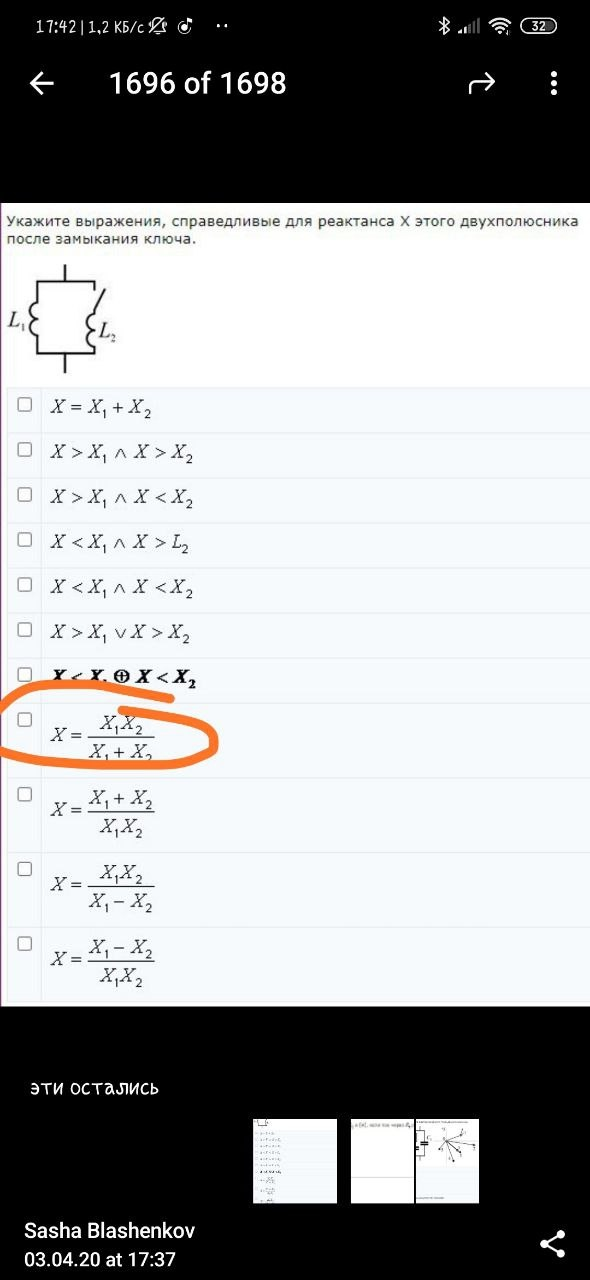 17:42 | 1,2 КБ/с
32
1696 of 1698
Укажите выражения, справедливые для реактанса X этого двухполюсника
после замыкания ключа.
L₁
L₂
X = X₁ + X₂
X > X₁ ∧ X > X₂
X > X₁ ∧ X < X₂
X < X₁ ∧ X > L₂
X < X₁ ∧ X < X₂
X > X₁ ∨ X > X₂
X < X₁ ⊕ X < X₂
X = X₁X₂ / X₁ + X₂
X = X₁ + X₂ / X₁X₂
X = X₁X₂ / X₁ − X₂
X = X₁ − X₂ / X₁X₂
эти остались
Sasha Blashenkov
03.04.20 at 17:37